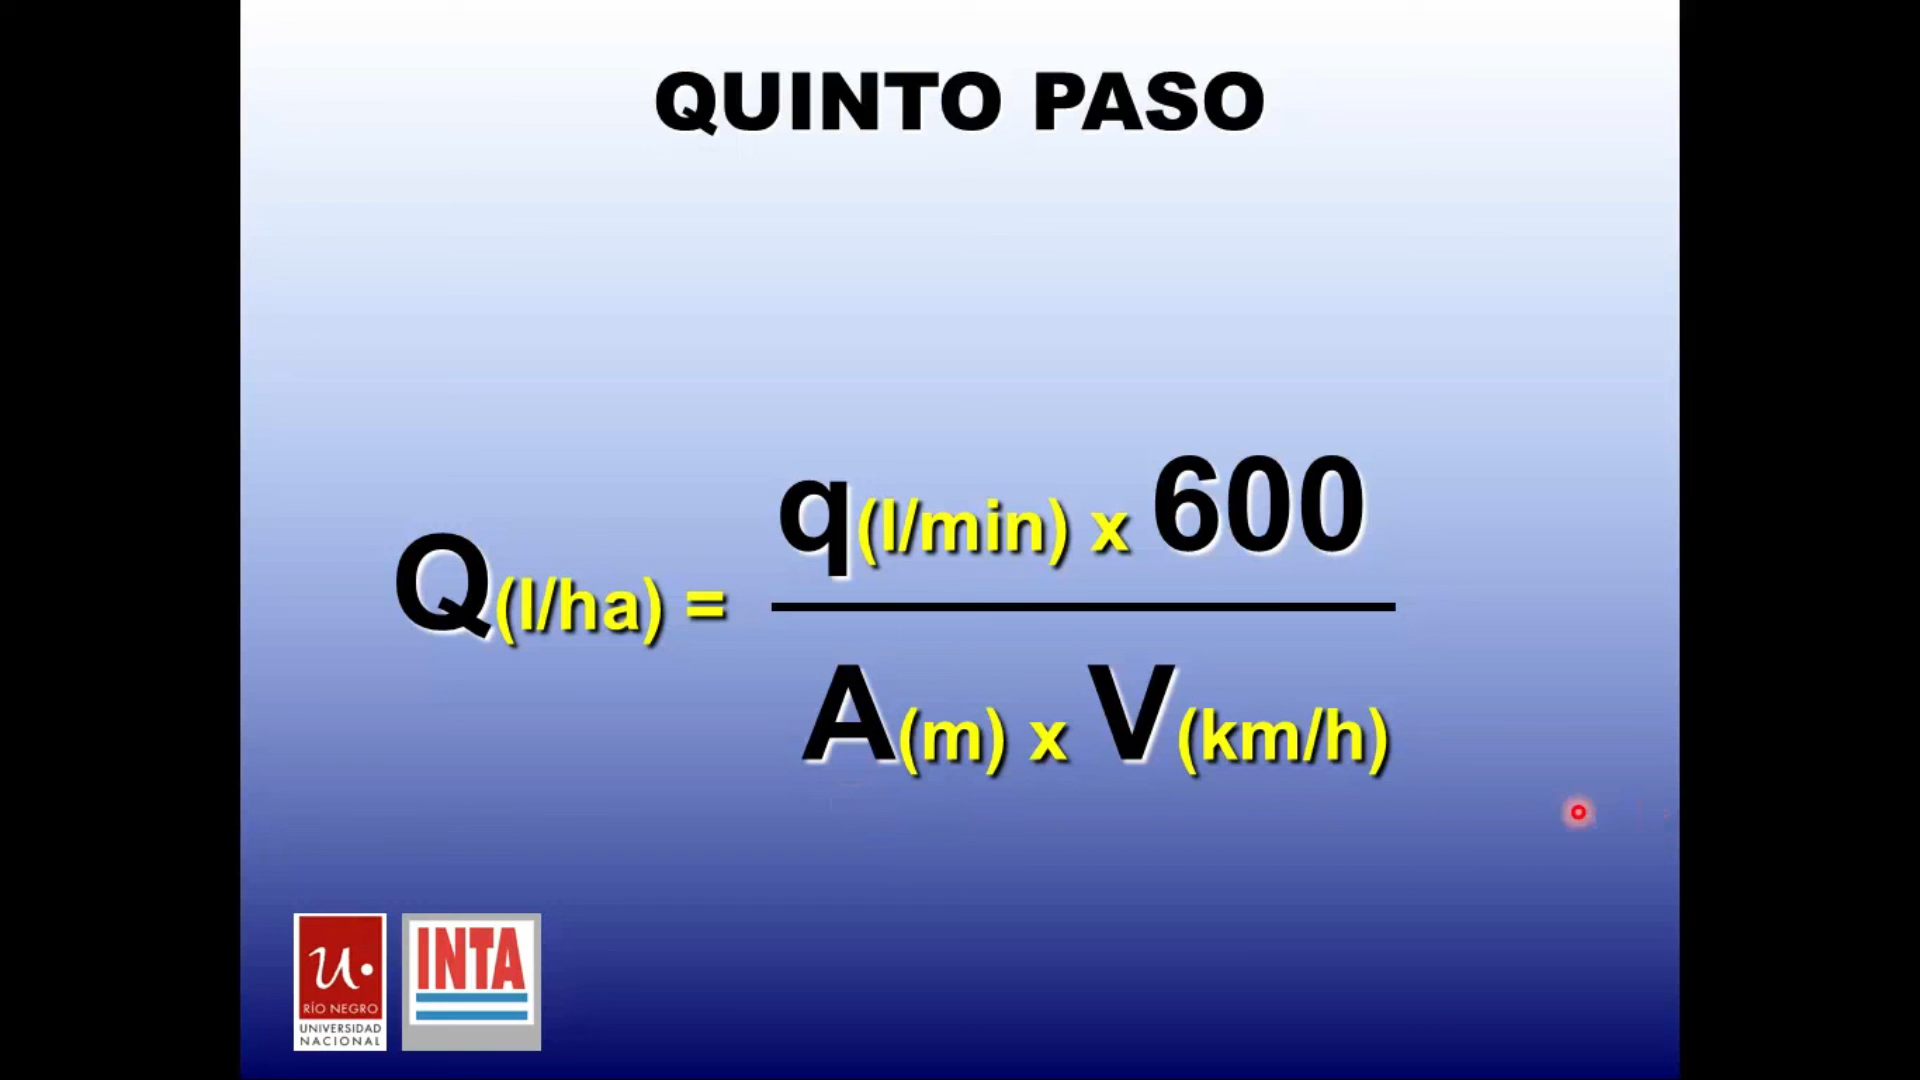 QUINTO PASO
q(l/min) x 600
Q(l/ha) =
A(m) x V(km/h)
u.
RÍO NEGRO
UNIVERSIDAD
NACIONAL
INTA